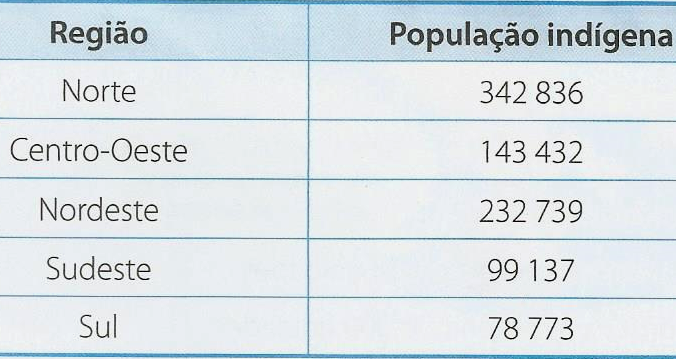 Região População indígena
Norte 342 836
Centro-Oeste 143 432
Nordeste 232 739
Sudeste 99 137
Sul 78 773